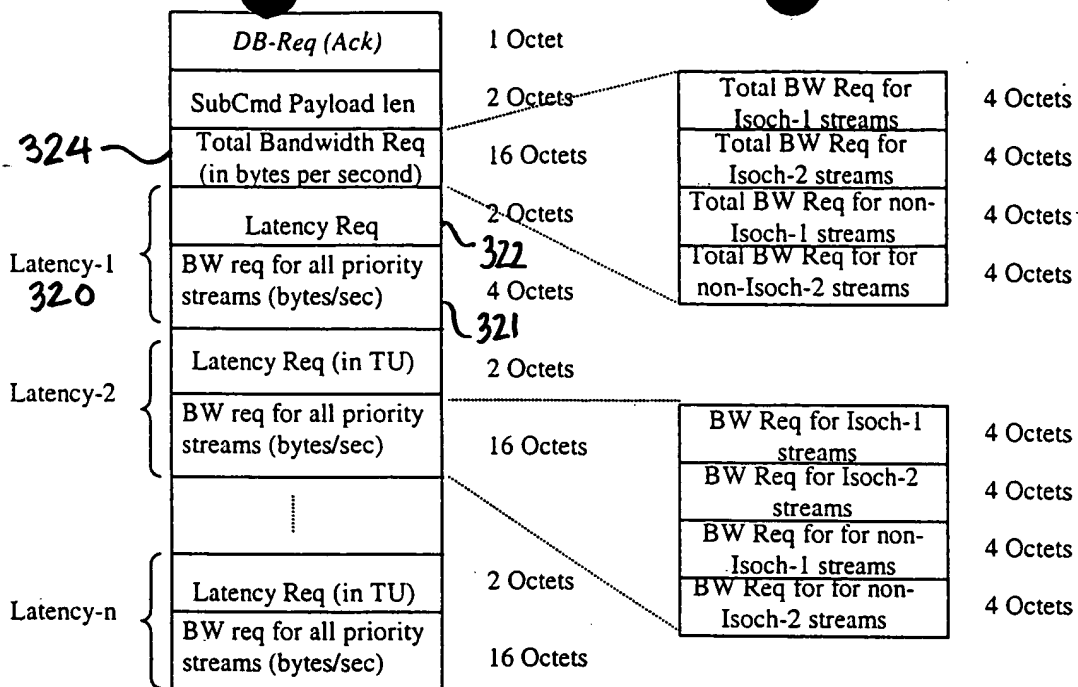 DB-Req (Ack)
1 Octet
SubCmd Payload len
2 Octets
324
Total Bandwidth Req
(in bytes per second)
16 Octets
Latency-1
320
Latency Req
2 Octets
322
BW req for all priority
streams (bytes/sec)
4 Octets
321
Latency-2
Latency Req (in TU)
2 Octets
BW req for all priority
streams (bytes/sec)
16 Octets
Latency-n
Latency Req (in TU)
2 Octets
BW req for all priority
streams (bytes/sec)
16 Octets
Total BW Req for
Isoch-1 streams
4 Octets
Total BW Req for
Isoch-2 streams
4 Octets
Total BW Req for non-
Isoch-1 streams
4 Octets
Total BW Req for for
non-Isoch-2 streams
4 Octets
BW Req for Isoch-1
streams
4 Octets
BW Req for Isoch-2
streams
4 Octets
BW Req for for non-
Isoch-1 streams
4 Octets
BW Req for for non-
Isoch-2 streams
4 Octets